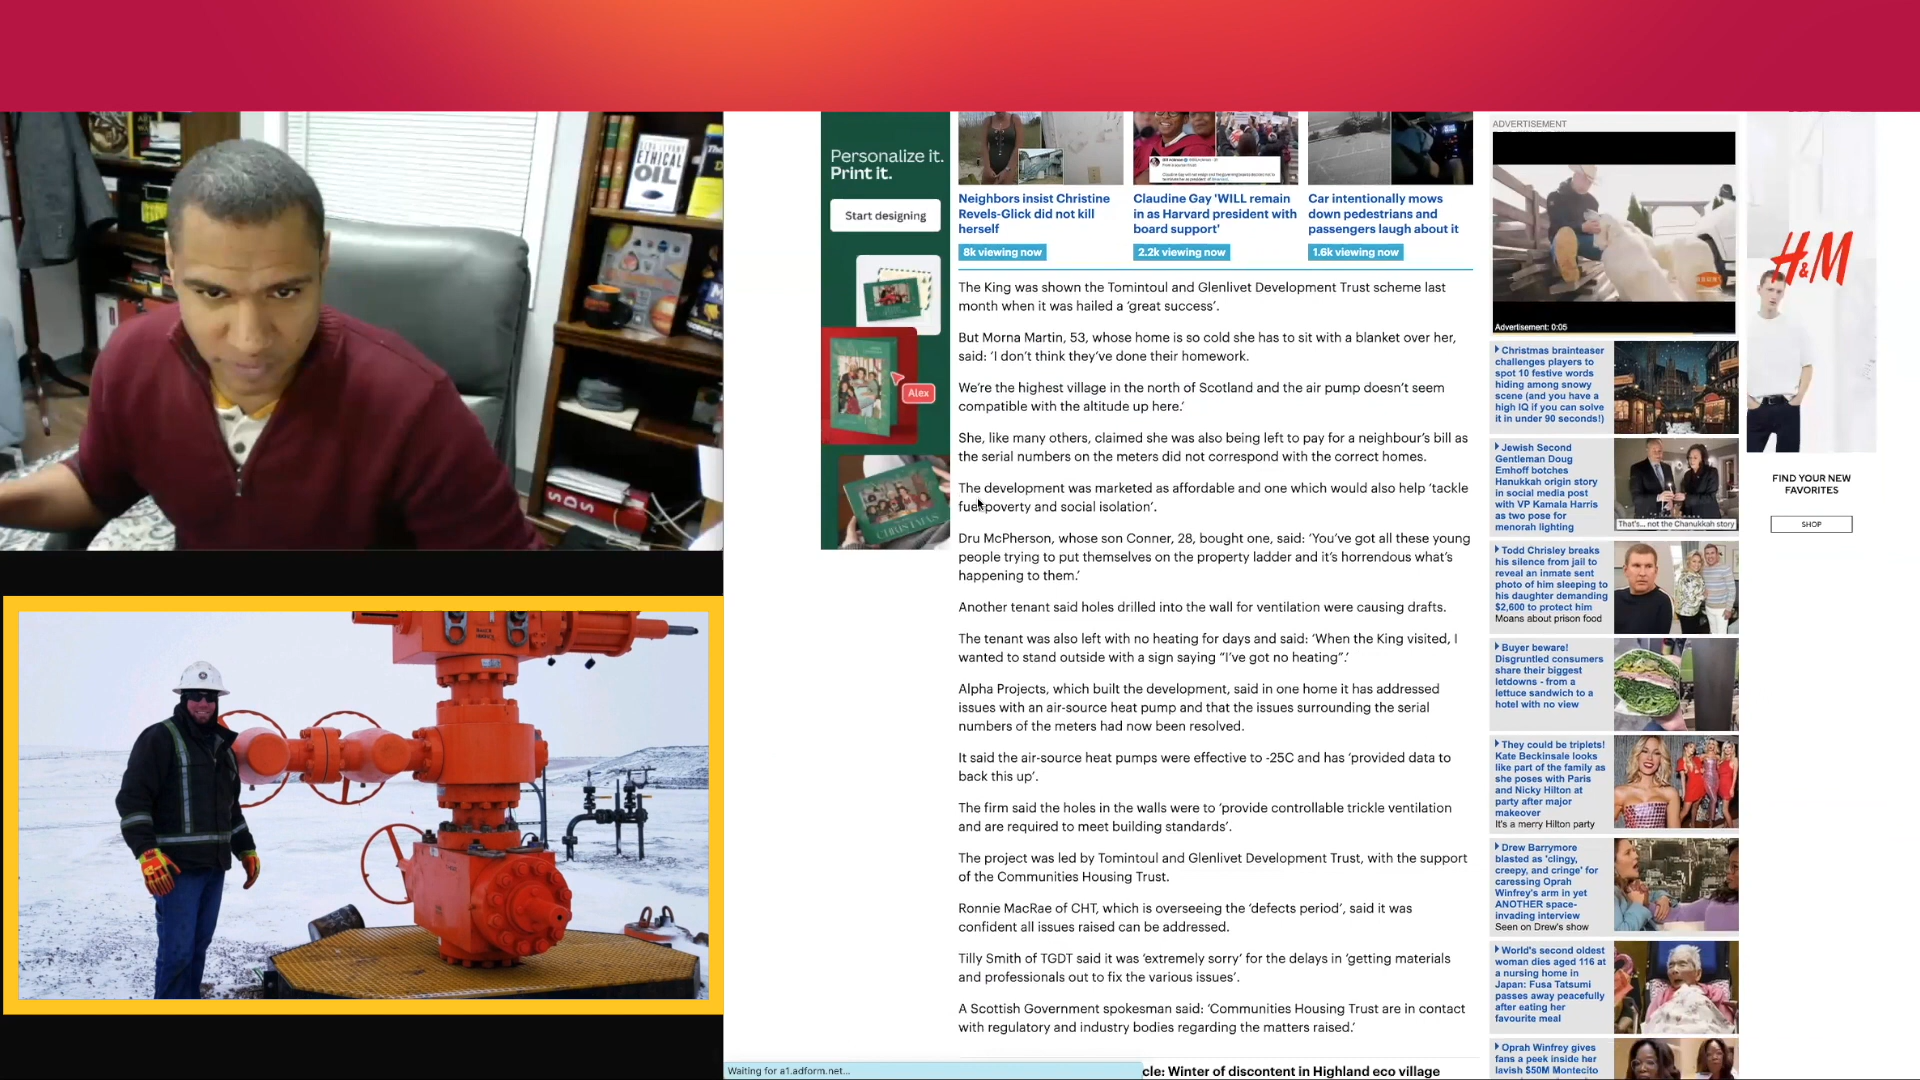 ETHICAL
OIL
SDS
Personalize it.
Print it.
Start designing
Alex
CHRISTMAS
Neighbors insist Christine
Revels-Glick did not kill
herself
8k viewing now
Claudine Gay 'WILL remain
in as Harvard president with
board support'
2.2k viewing now
Car intentionally mows
down pedestrians and
passengers laugh about it
1.6k viewing now
The King was shown the Tomintoul and Glenlivet Development Trust scheme last
month when it was hailed a ‘great success’.
But Morna Martin, 53, whose home is so cold she has to sit with a blanket over her,
said: ‘I don’t think they’ve done their homework.
We’re the highest village in the north of Scotland and the air pump doesn’t seem
compatible with the altitude up here.’
She, like many others, claimed she was also being left to pay for a neighbour’s bill as
the serial numbers on the meters did not correspond with the correct homes.
The development was marketed as affordable and one which would also help ‘tackle
fuel poverty and social isolation’.
Dru McPherson, whose son Conner, 28, bought one, said: ‘You’ve got all these young
people trying to put themselves on the property ladder and it’s horrendous what’s
happening to them.’
Another tenant said holes drilled into the wall for ventilation were causing drafts.
The tenant was also left with no heating for days and said: ‘When the King visited, I
wanted to stand outside with a sign saying “I’ve got no heating”.’
Alpha Projects, which built the development, said in one home it has addressed
issues with an air-source heat pump and that the issues surrounding the serial
numbers of the meters had now been resolved.
It said the air-source heat pumps were effective to -25C and has ‘provided data to
back this up’.
The firm said the holes in the walls were to ‘provide controllable trickle ventilation
and are required to meet building standards’.
The project was led by Tomintoul and Glenlivet Development Trust, with the support
of the Communities Housing Trust.
Ronnie MacRae of CHT, which is overseeing the ‘defects period’, said it was
confident all issues raised can be addressed.
Tilly Smith of TGDT said it was ‘extremely sorry’ for the delays in ‘getting materials
and professionals out to fix the various issues’.
A Scottish Government spokesman said: ‘Communities Housing Trust are in contact
with regulatory and industry bodies regarding the matters raised.’
cle: Winter of discontent in Highland eco village
Waiting for a1.adform.net...
ADVERTISEMENT
Advertisement: 0:05
Christmas brainteaser
challenges players to
spot 10 festive words
hiding among snowy
scene (and you have a
high IQ if you can solve
it in under 90 seconds!)
Jewish Second
Gentleman Doug
Emhoff botches
Hanukkah origin story
in social media post
with VP Kamala Harris
as two pose for
menorah lighting
That's... not the Chanukkah story
Todd Chrisley breaks
his silence from jail to
reveal an inmate sent
photo of him sleeping to
his daughter demanding
$2,600 to protect him
Moans about prison food
Buyer beware!
Disgruntled consumers
share their biggest
letdowns - from a
lettuce sandwich to a
hotel with no view
They could be triplets!
Kate Beckinsale looks
like part of the family as
she poses with Paris
and Nicky Hilton at
party after major
makeover
It's a merry Hilton party
Drew Barrymore
blasted as 'clingy,
creepy, and cringe' for
caressing Oprah
Winfrey's arm in yet
ANOTHER space-
invading interview
Seen on Drew's show
World's second oldest
woman dies aged 116 at
a nursing home in
Japan: Fusa Tatsumi
passes away peacefully
after eating her
favourite meal
Oprah Winfrey gives
fans a peek inside her
lavish $50M Montecito
H&M
FIND YOUR NEW
FAVORITES
SHOP